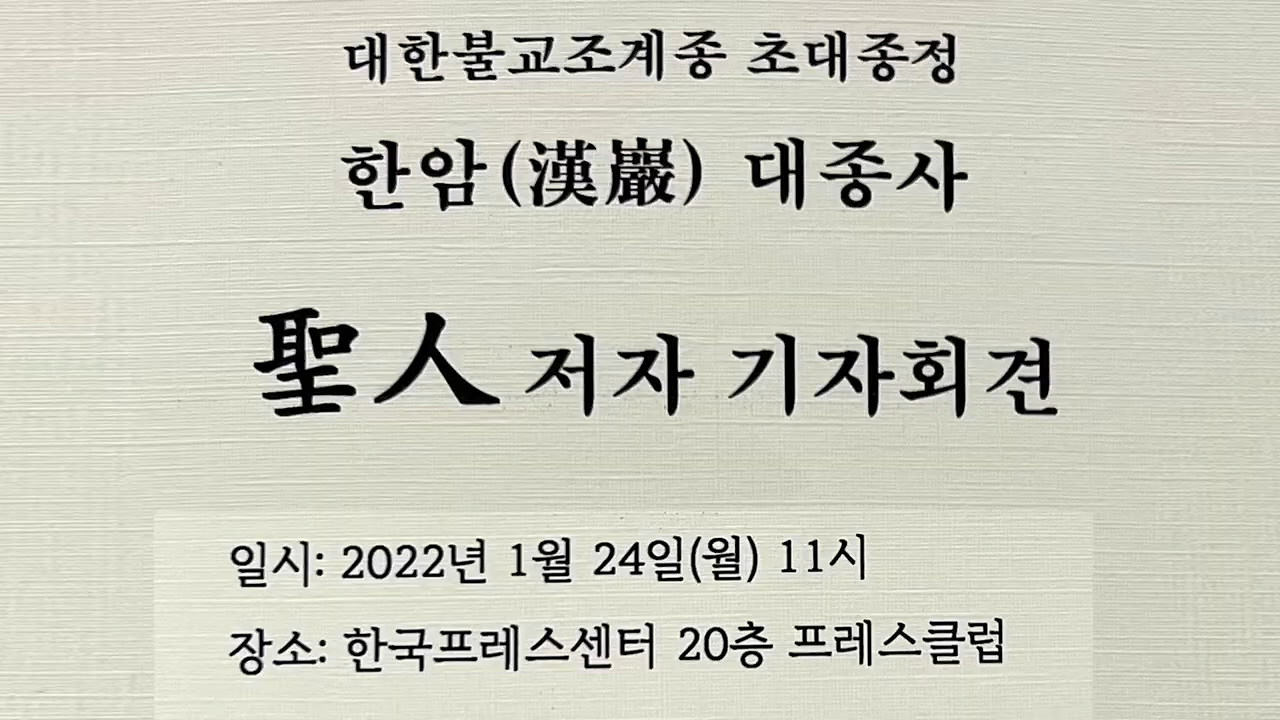 대한불교조계종 초대종정
한암(漢巖) 대종사
聖人 저자 기자회견
일시: 2022년 1월 24일(월) 11시
장소: 한국프레스센터 20층 프레스클럽